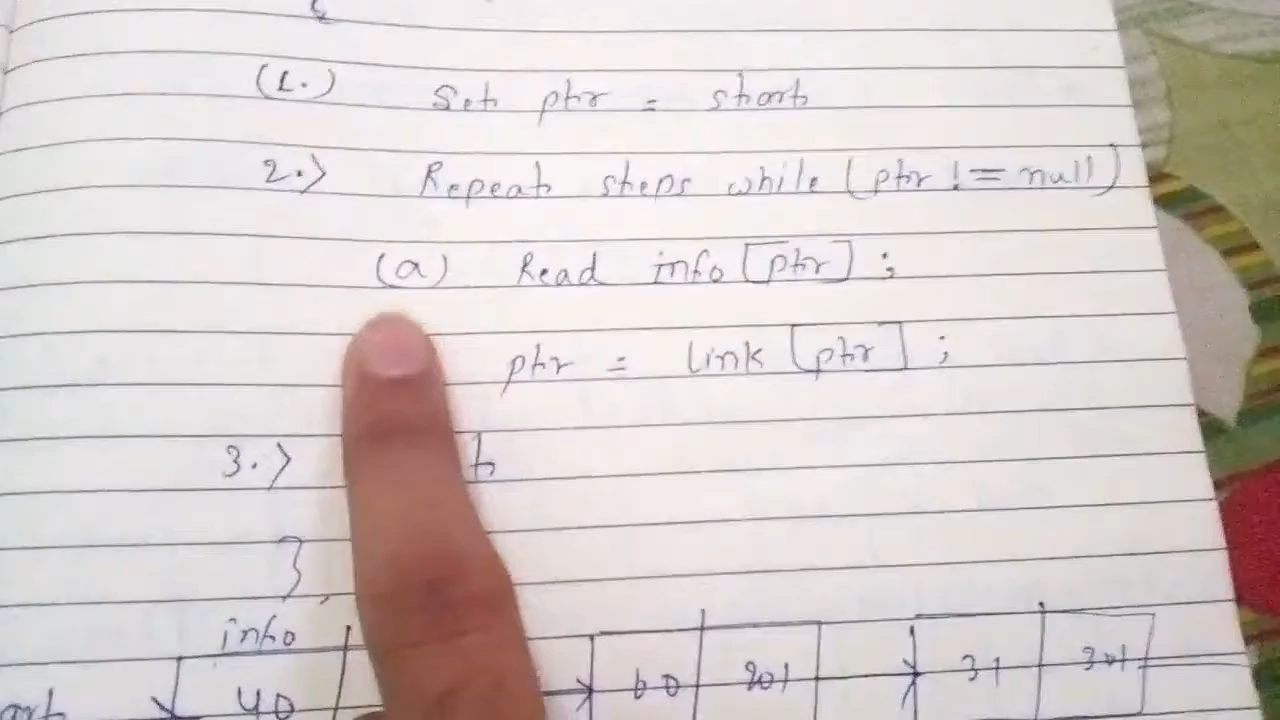 (1.) Set ptr = start
2.> Repeat steps while (ptr != null)
(a) Read info [ptr] ;
ptr = link [ptr] ;
3.>
}
info
40 60 201 31 301